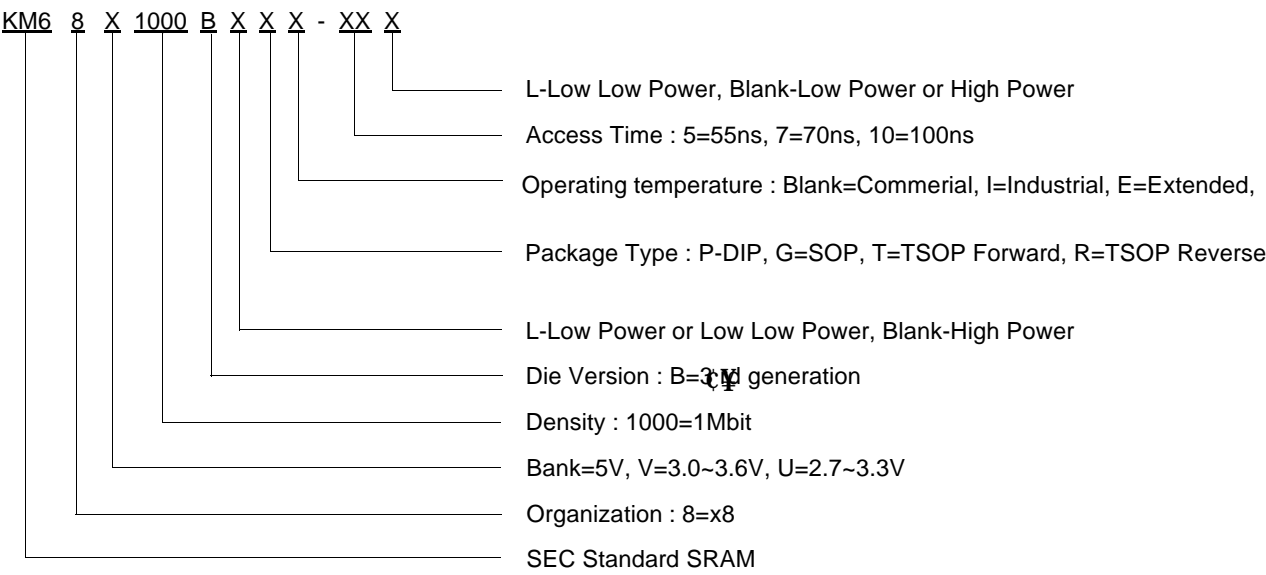 KM6 8 X 1000 B X X X - XX X
L-Low Low Power, Blank-Low Power or High Power
Access Time : 5=55ns, 7=70ns, 10=100ns
Operating temperature : Blank=Commerial, I=Industrial, E=Extended,
Package Type : P-DIP, G=SOP, T=TSOP Forward, R=TSOP Reverse
L-Low Power or Low Low Power, Blank-High Power
Die Version : generation
Density : 1000=1Mbit
Bank=5V, V=3.0~3.6V, U=2.7~3.3V
Organization : 8=x8
SEC Standard SRAM